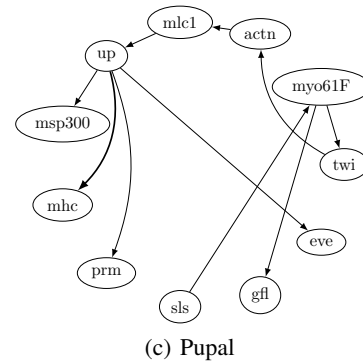 mlc1
actn
up
myo61F
msp300
twi
mhc
eve
prm
gfl
sls
(c) Pupal